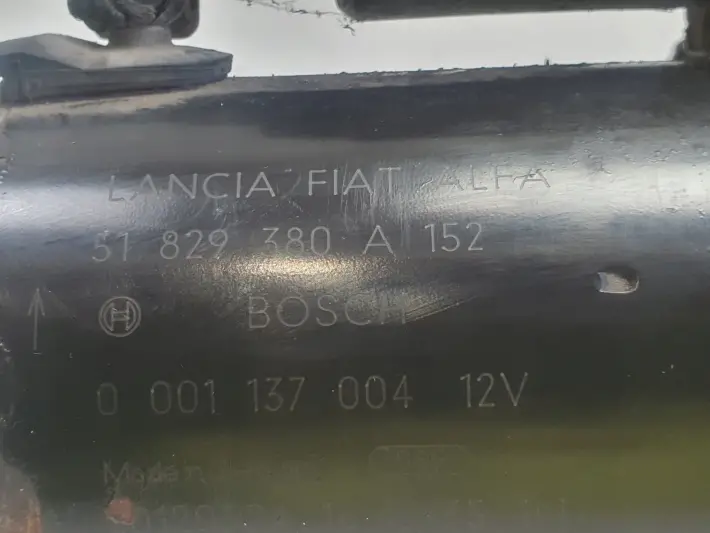 LANCIA FIAT ALFA
51 829 380 A 152
BOSCH
0 001 137 004 12V